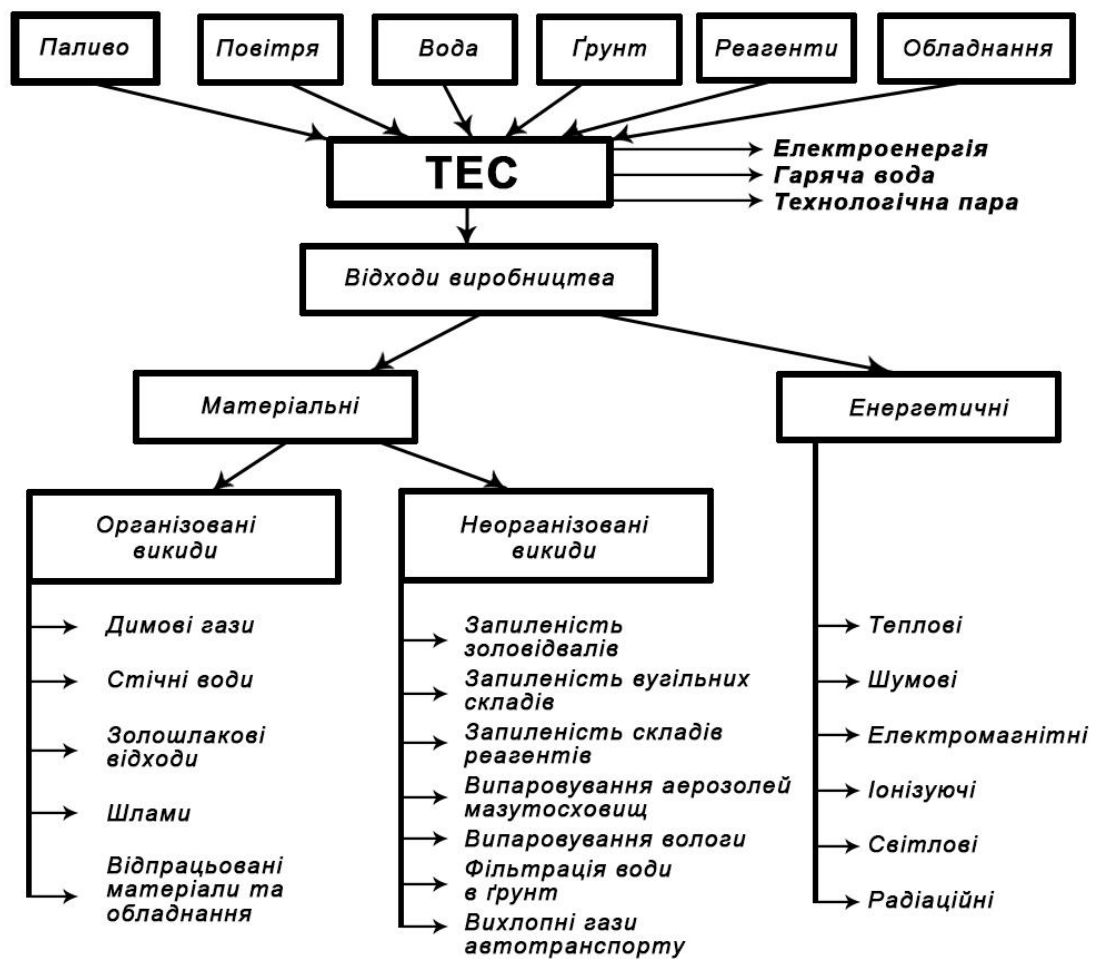 Паливо
Повітря
Вода
Ґрунт
Реагенти
Обладнання
ТЕС
Електроенергія
Гаряча вода
Технологічна пара
Відходи виробництва
Матеріальні
Енергетичні
Організовані
викиди
Неорганізовані
викиди
Димові гази
Стічні води
Золошлакові
відходи
Шлами
Відпрацьовані
матеріали та
обладнання
Запиленість
золовідвалів
Запиленість вугільних
складів
Запиленість складів
реагентів
Випаровування аерозолей
мазутосховищ
Випаровування вологи
Фільтрація води
в ґрунт
Вихлопні гази
автотранспорту
Теплові
Шумові
Електромагнітні
Іонізуючі
Світлові
Радіаційні